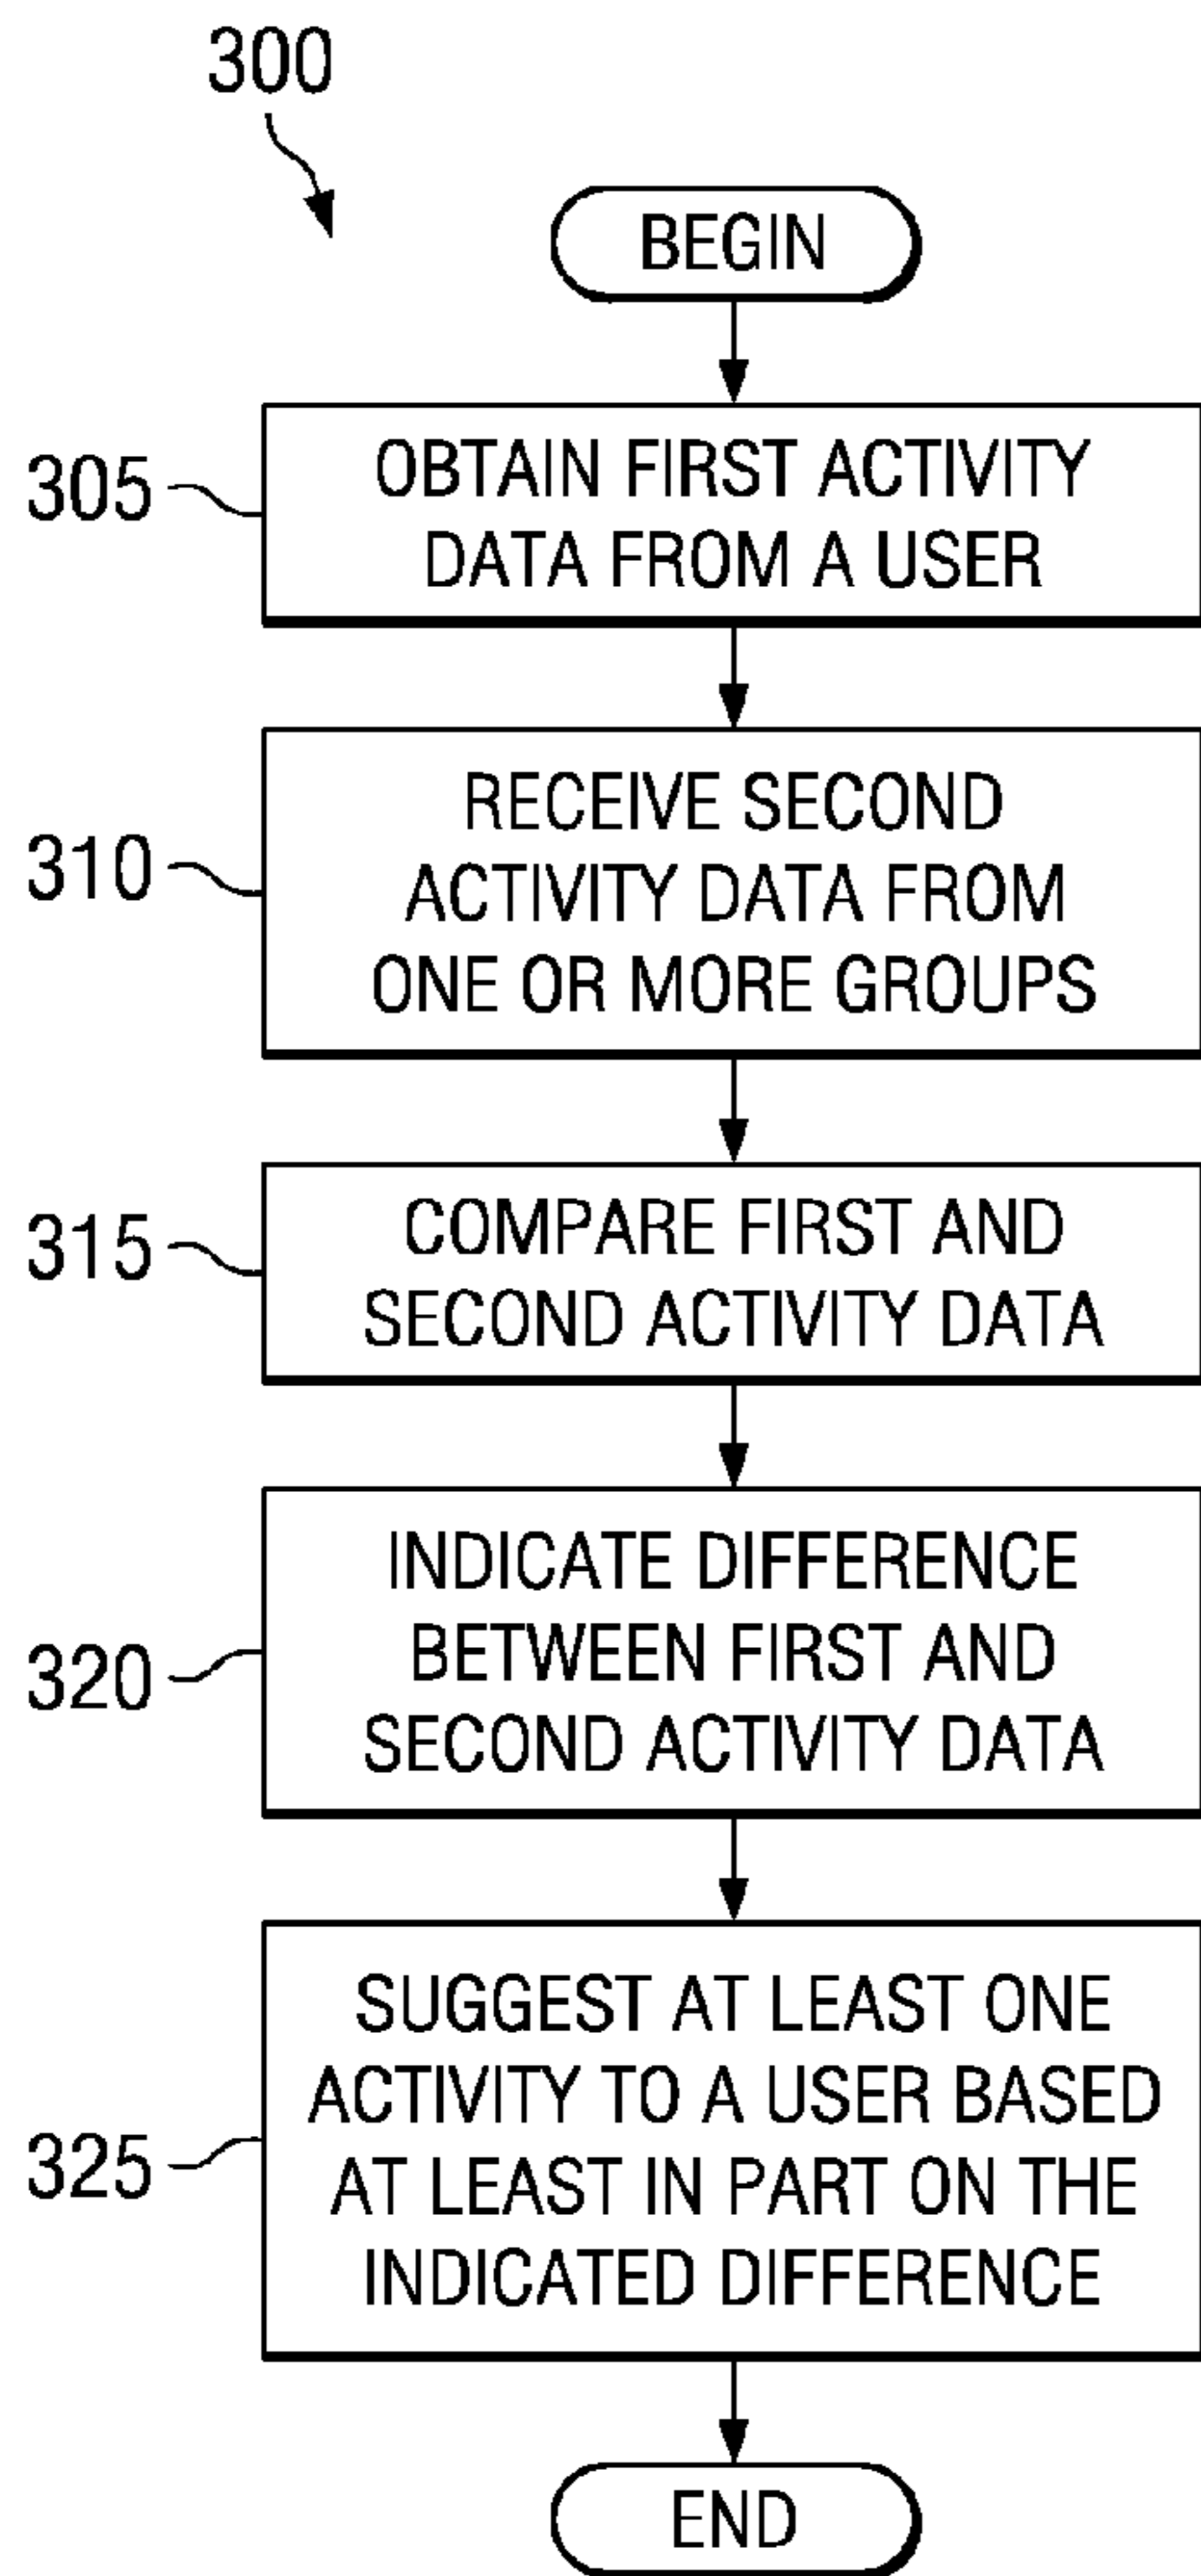 300
BEGIN
305
OBTAIN FIRST ACTIVITY
DATA FROM A USER
310
RECEIVE SECOND
ACTIVITY DATA FROM
ONE OR MORE GROUPS
315
COMPARE FIRST AND
SECOND ACTIVITY DATA
320
INDICATE DIFFERENCE
BETWEEN FIRST AND
SECOND ACTIVITY DATA
325
SUGGEST AT LEAST ONE
ACTIVITY TO A USER BASED
AT LEAST IN PART ON THE
INDICATED DIFFERENCE
END